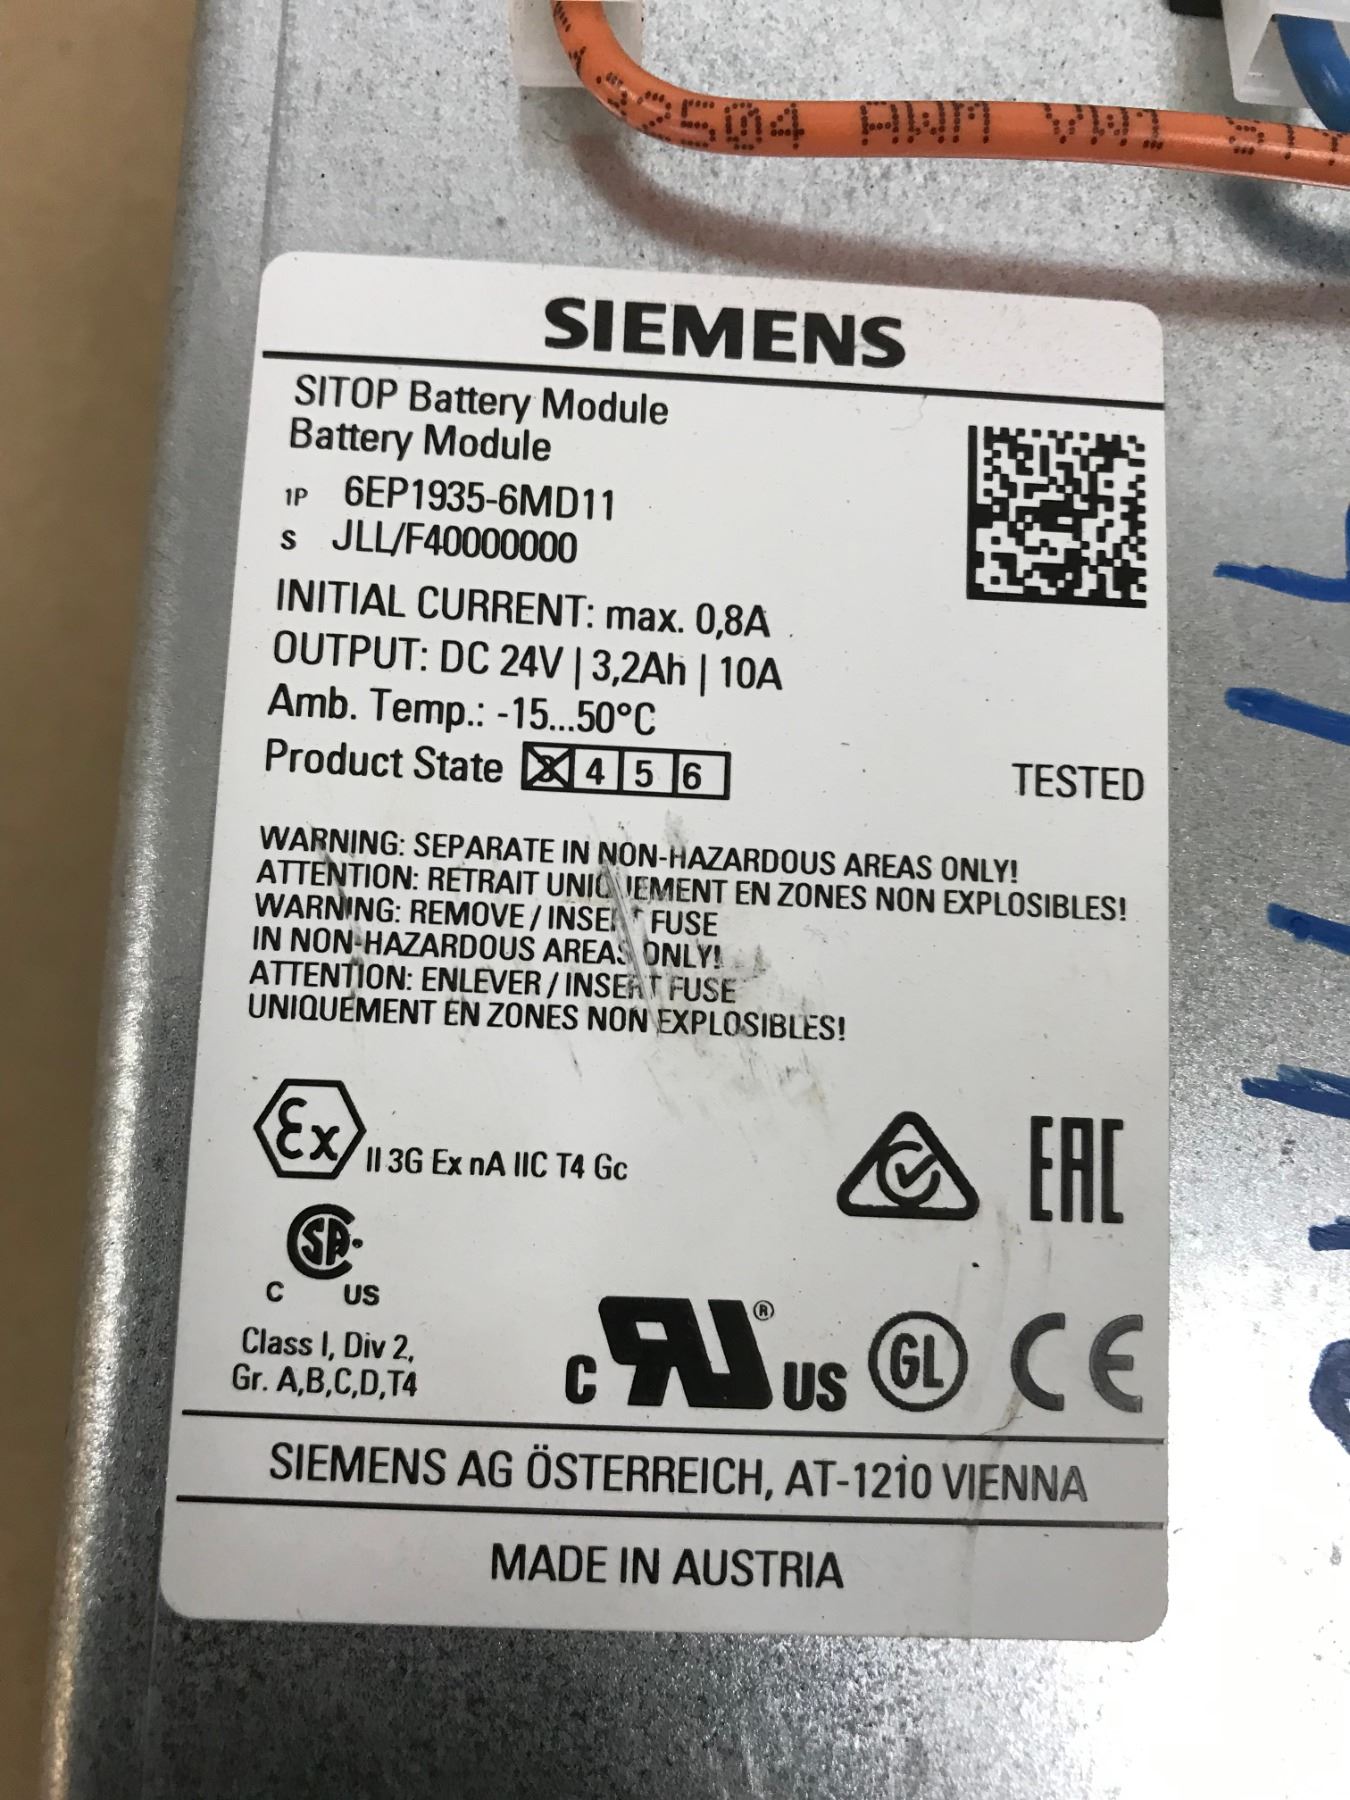 22504 AWM VW1
SIEMENS
SITOP Battery Module
Battery Module
1P 6EP1935-6MD11
S JLL/F40000000
INITIAL CURRENT: max. 0,8A
OUTPUT: DC 24V | 3,2Ah | 10A
Amb. Temp.: -15...50°C
Product State 3 4 5 6
TESTED
WARNING: SEPARATE IN NON-HAZARDOUS AREAS ONLY!
ATTENTION: RETRAIT UNIQUEMENT EN ZONES NON EXPLOSIBLES!
WARNING: REMOVE / INSERT FUSE
IN NON-HAZARDOUS AREAS ONLY!
ATTENTION: ENLEVER / INSERT FUSE
UNIQUEMENT EN ZONES NON EXPLOSIBLES!
Ex II 3G Ex nA IIC T4 Gc
EAC
SA
C US
Class I, Div 2,
Gr. A,B,C,D,T4
C RU ® US GL CE
SIEMENS AG ÖSTERREICH, AT-1210 VIENNA
MADE IN AUSTRIA